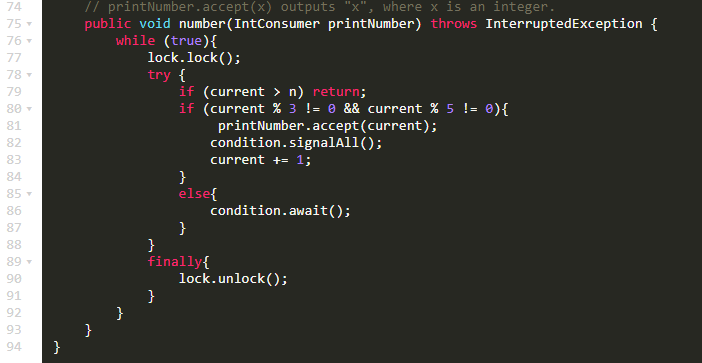 74 // printNumber.accept(x) outputs "x", where x is an integer.
75 public void number(IntConsumer printNumber) throws InterruptedException {
76 while (true){
77 lock.lock();
78 try {
79 if (current > n) return;
80 if (current % 3 != 0 && current % 5 != 0){
81 printNumber.accept(current);
82 condition.signalAll();
83 current += 1;
84 }
85 else{
86 condition.await();
87 }
88 }
89 finally{
90 lock.unlock();
91 }
92 }
93 }
94 }